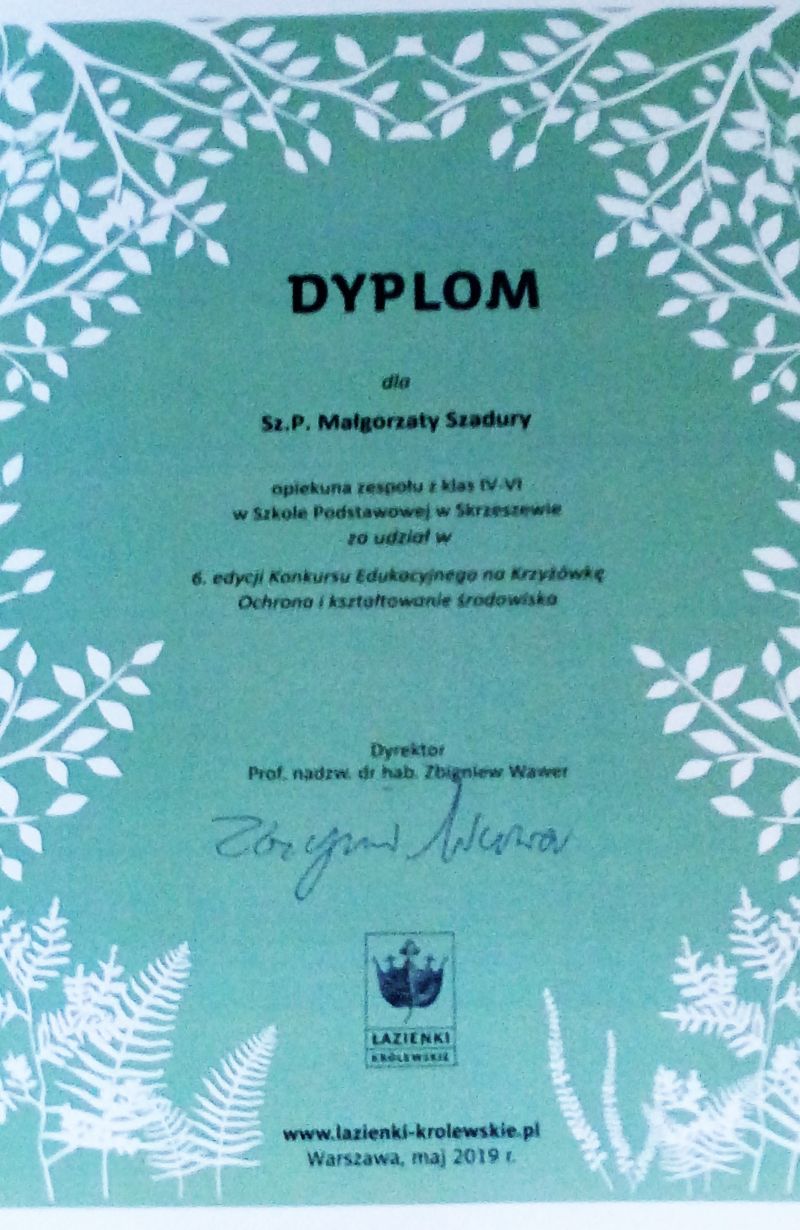 DYPLOM
dla
Sz.P. Małgorzaty Szadury
opiekuna zespołu z klas IV-VI
w Szkole Podstawowej w Skrzeszewie
za udział w
6. edycji Konkursu Edukacyjnego na Krzyżówkę
Ochrona i kształtowanie środowiska
Dyrektor
Prof. nadzw. dr hab. Zbigniew Wawer
Zbigniew Wawer
ŁAZIENKI
KRÓLEWSKIE
www.lazienki-krolewskie.pl
Warszawa, maj 2019 r.